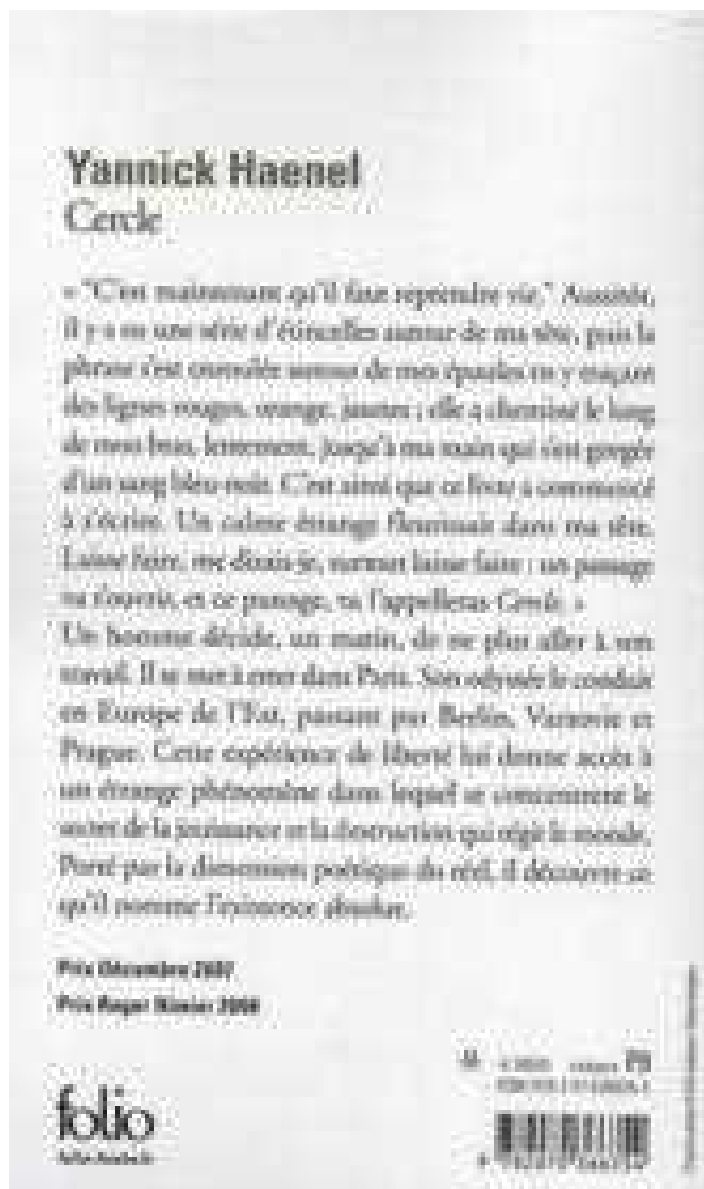 Yannick Haenel
Cercle
« "C'est maintenant qu'il faut reprendre vie." Aussitôt,
il y a eu une série d'étincelles autour de ma tête, puis la
phrase s'est enroulée autour de mes épaules en y traçant
des lignes rouges, orange, jaunes ; elle a cheminé le long
de mon bras, lentement, jusqu'à ma main qui s'est gorgée
d'un sang bleu-noir. C'est ainsi que ce livre a commencé
à s'écrire. Un calme étrange fleurissait dans ma tête.
Laisse faire, me disais-je, surtout laisse faire : un passage
va s'ouvrir, et ce passage, tu l'appelleras Cercle. »
Un homme décide, un matin, de ne plus aller à son
travail. Il se met à errer dans Paris. Son odyssée le conduit
en Europe de l'Est, passant par Berlin, Varsovie et
Prague. Cette expérience de liberté lui donne accès à
un étrange phénomène dans lequel se concentrent le
secret de la jouissance et la destruction qui régit le monde.
Porté par la dimension poétique du réel, il découvre ce
qu'il nomme l'existence absolue.
Prix Décembre 2007
Prix Roger Nimier 2008
folio